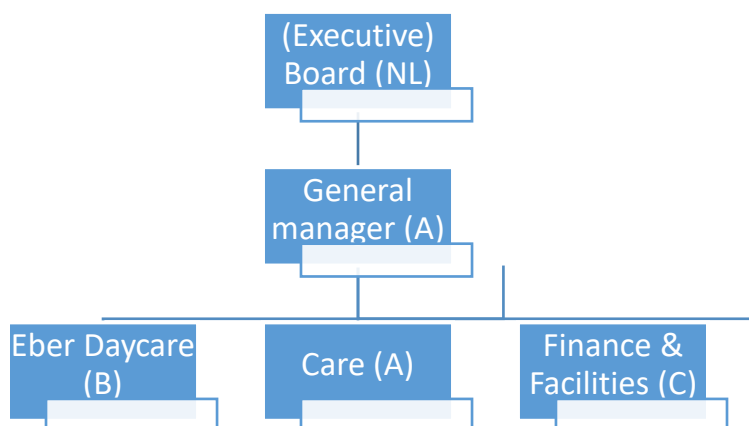 (Executive)
Board (NL)
General
manager (A)
Eber Daycare
(B)
Care (A)
Finance &
Facilities (C)